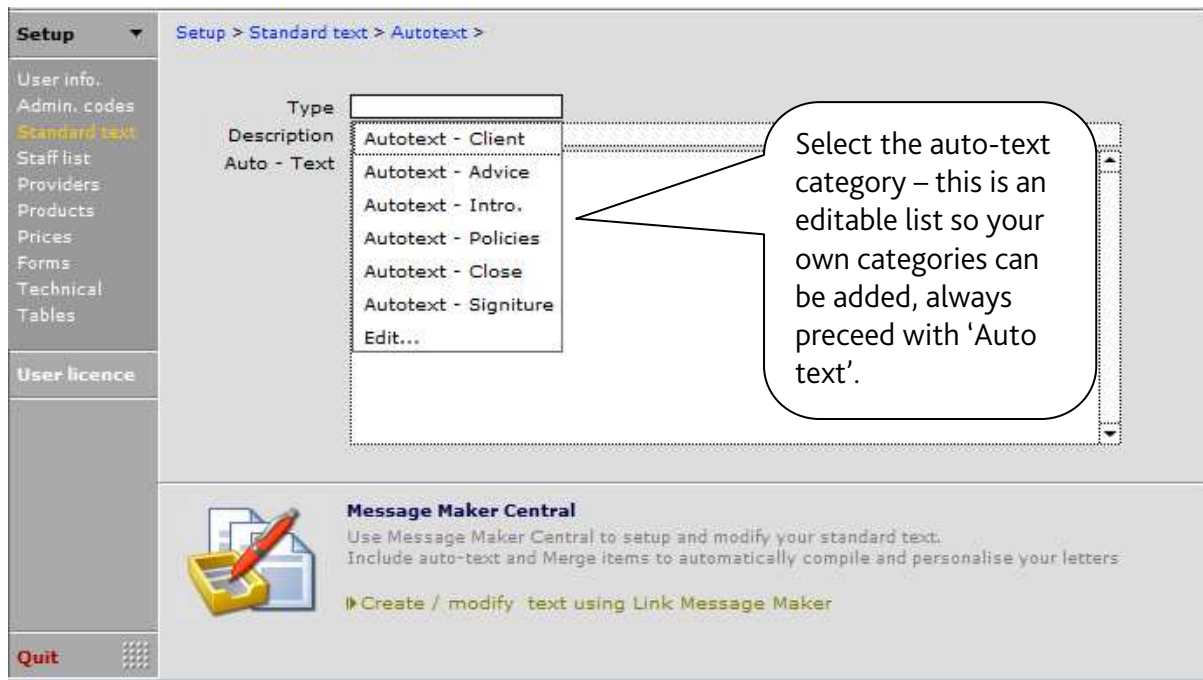 Setup
Setup > Standard text > Autotext >
User info.
Admin. codes
Standard text
Staff list
Providers
Products
Prices
Forms
Technical
Tables
User licence
Quit
Type
Description
Auto - Text
Autotext - Client
Autotext - Advice
Autotext - Intro.
Autotext - Policies
Autotext - Close
Autotext - Signiture
Edit...
Select the auto-text
category – this is an
editable list so your
own categories can
be added, always
preceed with ‘Auto
text’.
Message Maker Central
Use Message Maker Central to setup and modify your standard text.
Include auto-text and Merge items to automatically compile and personalise your letters
Create / modify text using Link Message Maker